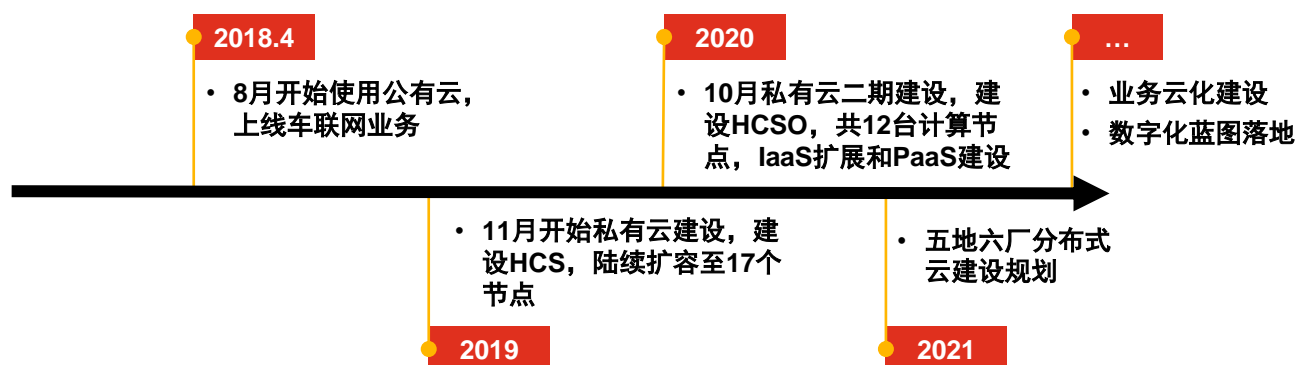 2018.4
• 8月开始使用公有云，
上线车联网业务
2020
• 10月私有云二期建设，建
设HCSO，共12台计算节
点，IaaS扩展和PaaS建设
…
• 业务云化建设
• 数字化蓝图落地
• 11月开始私有云建设，建
设HCS，陆续扩容至17个
节点
2019
• 五地六厂分布式
云建设规划
2021